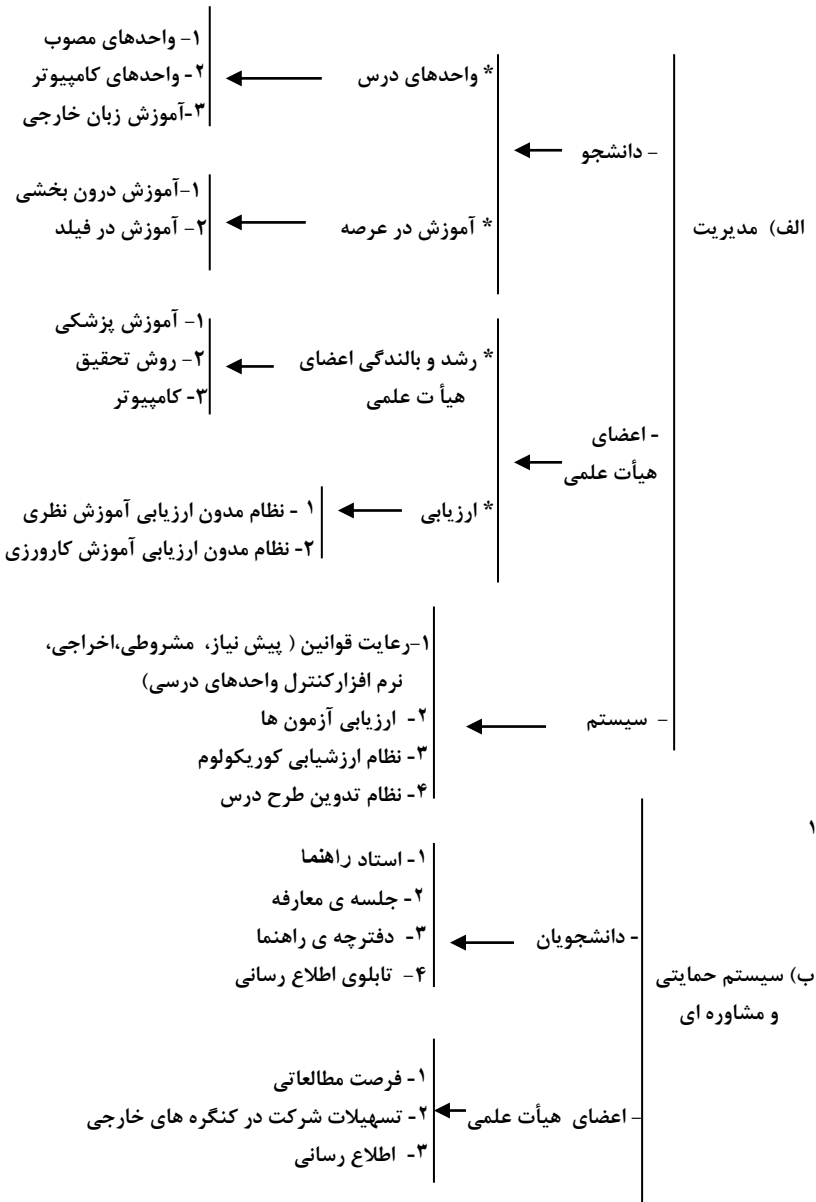 الف) مدیریت
- دانشجو
* واحدهای درس
۱- واحدهای مصوب
۲- واحدهای کامپیوتر
۳-آموزش زبان خارجی
* آموزش در عرصه
۱-آموزش درون بخشی
۲- آموزش در فیلد
- اعضای
هیأت علمی
* رشد و بالندگی اعضای
هیأ ت علمی
۱- آموزش پزشکی
۲- روش تحقیق
۳- کامپیوتر
* ارزیابی
۱ - نظام مدون ارزیابی آموزش نظری
۲- نظام مدون ارزیابی آموزش کارورزی
- سیستم
۱-رعایت قوانین ( پیش نیاز، مشروطی،اخراجی،
نرم افزارکنترل واحدهای درسی)
۲- ارزیابی آزمون ها
۳- نظام ارزشیابی کوریکولوم
۴- نظام تدوین طرح درس
۱
ب) سیستم حمایتی
و مشاوره ای
- دانشجویان
۱- استاد راهنما
۲- جلسه ی معارفه
۳- دفترچه ی راهنما
۴- تابلوی اطلاع رسانی
- اعضای هیأت علمی
۱- فرصت مطالعاتی
۲- تسهیلات شرکت در کنگره های خارجی
۳- اطلاع رسانی